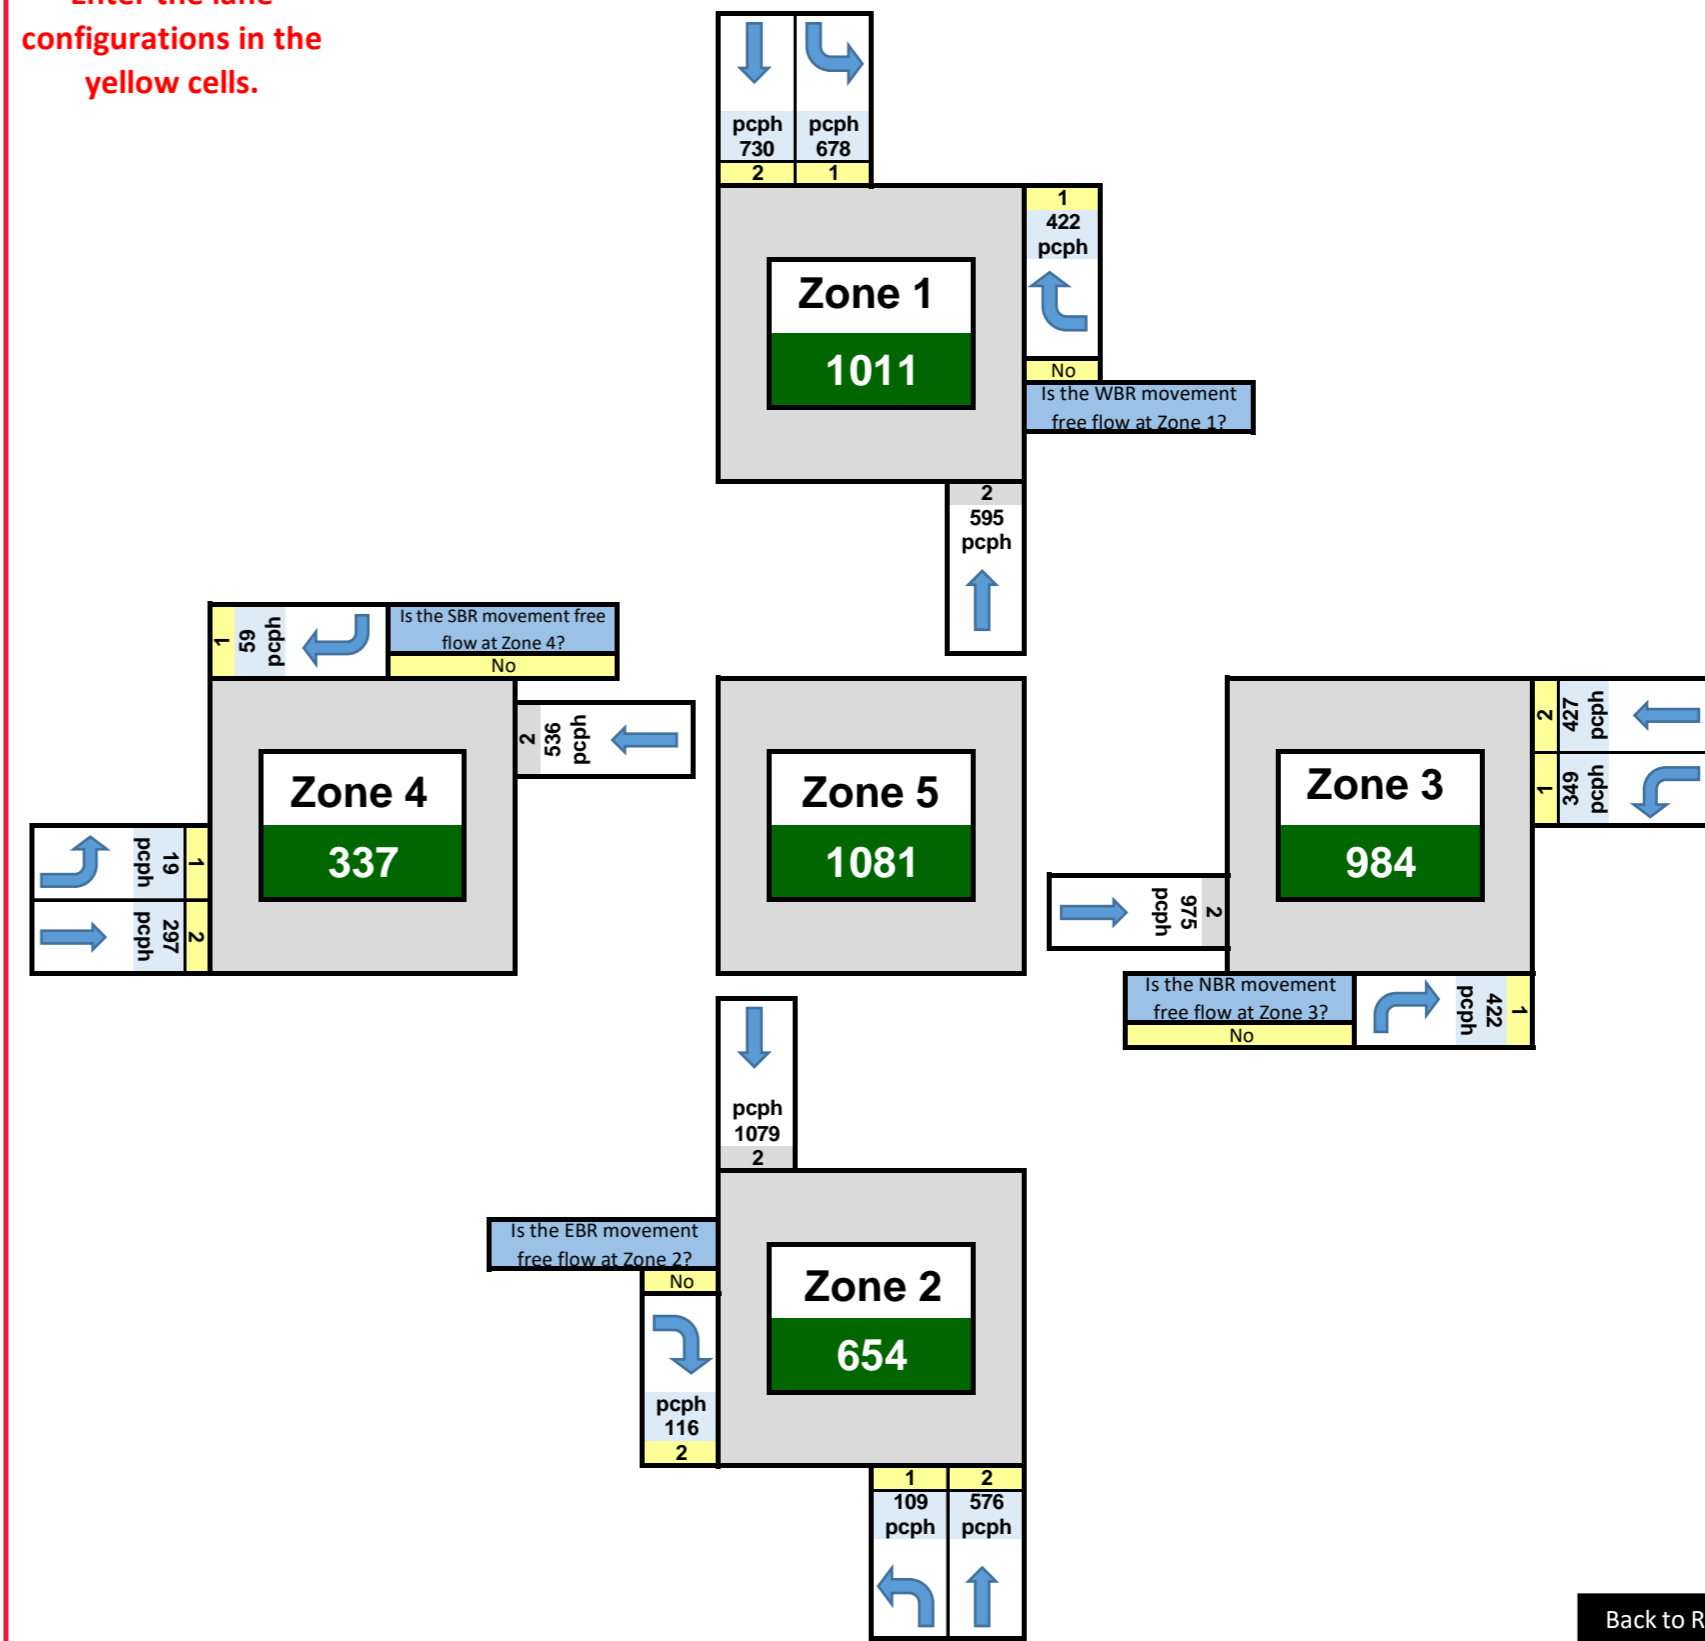 Enter the lane
configurations in the
yellow cells.
pcph
730
2
pcph
678
1
1
422
pcph
No
Is the WBR movement
free flow at Zone 1?
Zone 1
1011
2
595
pcph
1
59
pcph
Is the SBR movement free
flow at Zone 4?
No
2
536
pcph
Zone 4
337
19
pcph
1
297
pcph
2
Zone 5
1081
Zone 3
984
2
427
pcph
1
349
pcph
975
pcph
2
Is the NBR movement
free flow at Zone 3?
No
422
pcph
1
pcph
1079
2
Is the EBR movement
free flow at Zone 2?
No
pcph
116
2
Zone 2
654
1
109
pcph
2
576
pcph
Back to R